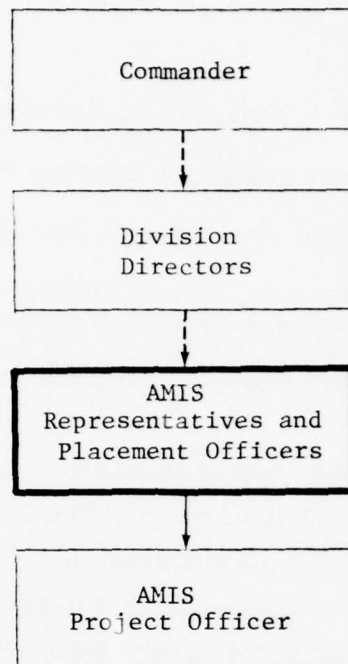 Commander
Division
Directors
AMIS
Representatives and
Placement Officers
AMIS
Project Officer